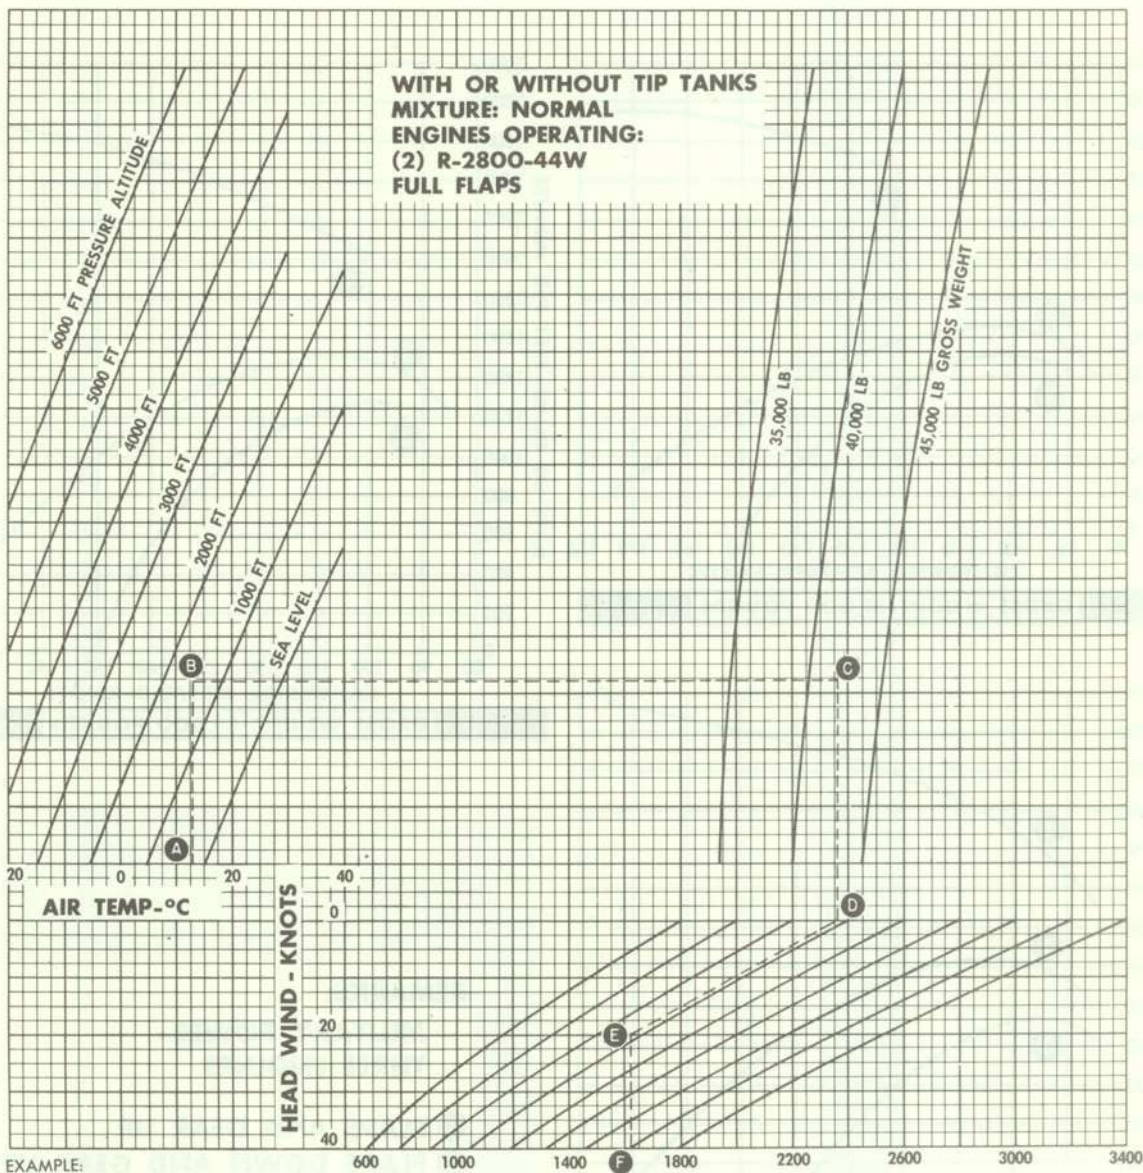 WITH OR WITHOUT TIP TANKS
MIXTURE: NORMAL
ENGINES OPERATING:
(2) R-2800-44W
FULL FLAPS
6000 FT PRESSURE ALTITUDE
5000 FT
4000 FT
3000 FT
2000 FT
1000 FT
SEA LEVEL
35,000 LB
40,000 LB
45,000 LB GROSS WEIGHT
B
C
A
20 0 20 40
AIR TEMP-°C
HEAD WIND - KNOTS
0
20
40
D
E
F
600 1000 1400 1800 2200 2600 3000 3400
EXAMPLE: